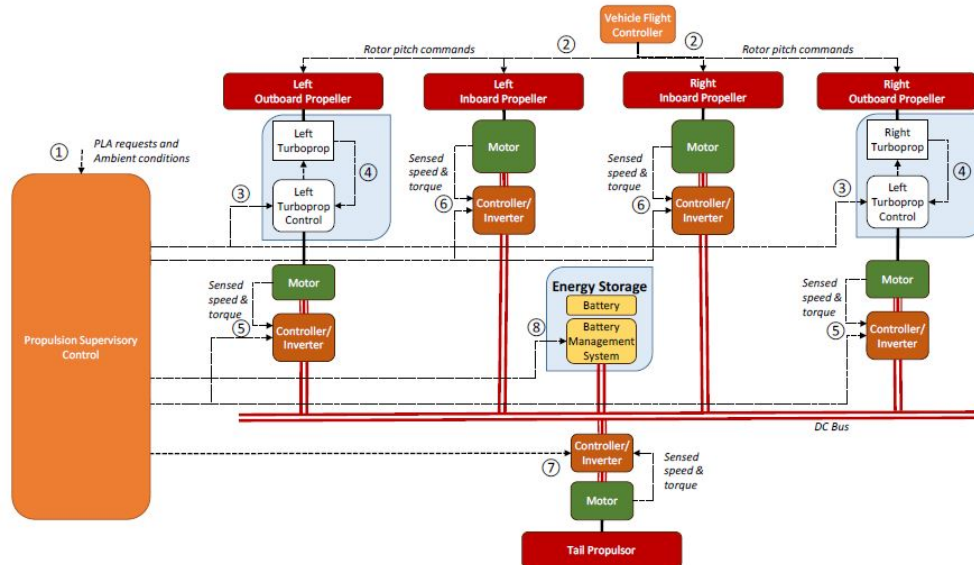 Vehicle Flight
Controller
②
②
Rotor pitch commands
Rotor pitch commands
Left
Outboard Propeller
Left
Inboard Propeller
Right
Inboard Propeller
Right
Outboard Propeller
① PLA requests and
Ambient conditions
Left
Turboprop
④
③
Left
Turboprop
Control
Motor
Sensed
speed &
torque
⑥
Controller/
Inverter
Motor
Sensed
speed &
torque
⑥
Controller/
Inverter
Right
Turboprop
④
③
Left
Turboprop
Control
Propulsion Supervisory
Control
Motor
Sensed
speed &
torque
⑤
Controller/
Inverter
Energy Storage
Battery
⑧
Battery
Management
System
Motor
Sensed
speed &
torque
⑤
Controller/
Inverter
DC Bus
Controller/
Inverter
⑦
Sensed
speed &
torque
Motor
Tail Propulsor